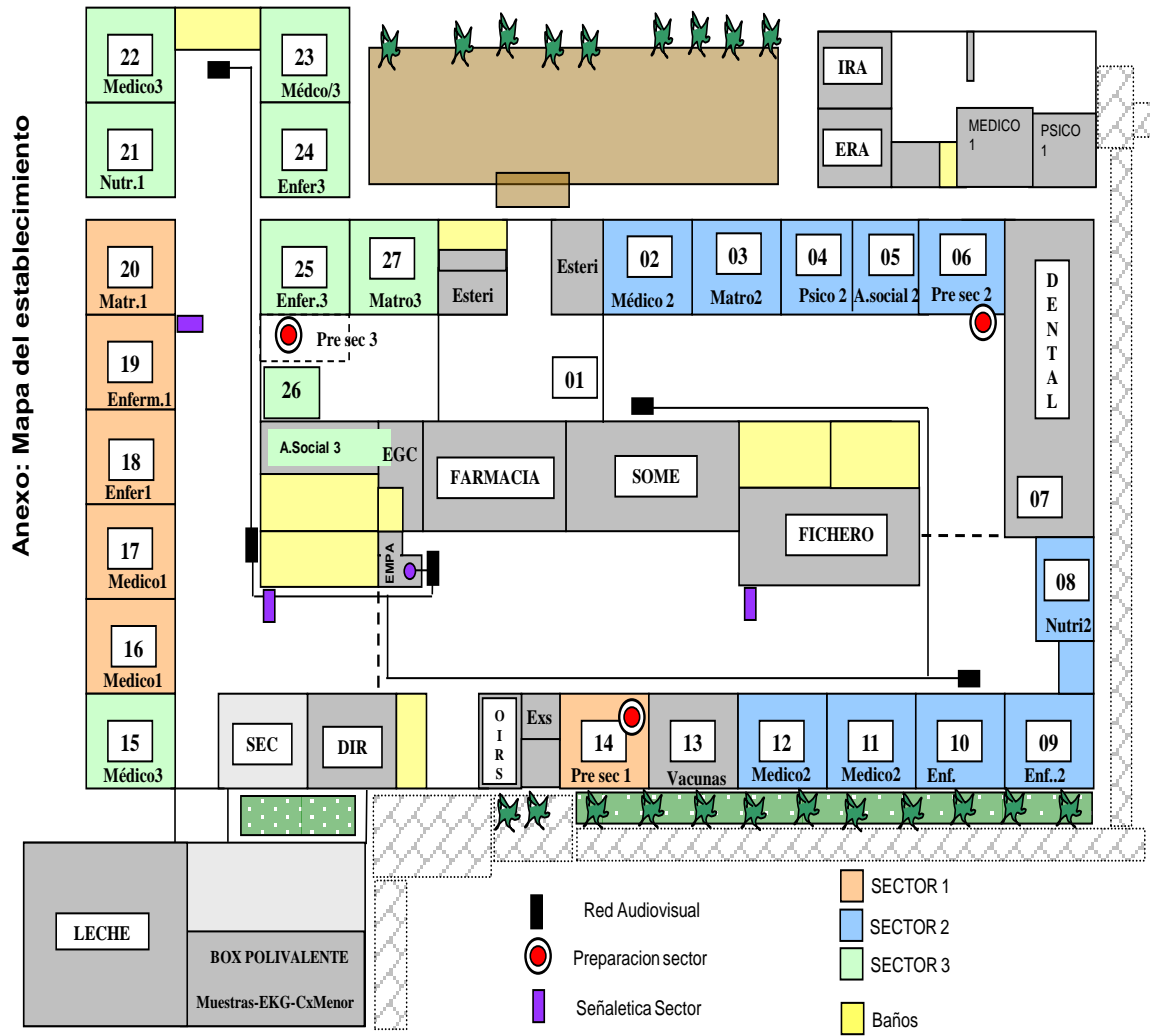 Anexo: Mapa del establecimiento
22
Medico3
23
Médco/3
21
Nutr.1
24
Enfer3
IRA
ERA
MEDICO
1
PSICO
1
20
Matr.1
25
Enfer.3
27
Matro3
Esteri
Esteri
02
Médico 2
03
Matro2
04
Psico 2
05
A.social 2
06
Pre sec 2
DENTAL
07
Pre sec 3
19
Enferm.1
26
01
18
Enfer1
A.Social 3
EGC
FARMACIA
SOME
FICHERO
17
Medico1
EMPA
08
Nutri2
16
Medico1
15
Médico3
SEC
DIR
OIRS
Exs
14
Pre sec 1
13
Vacunas
12
Medico2
11
Medico2
10
Enf.
09
Enf..2
LECHE
BOX POLIVALENTE
Muestras-EKG-CxMenor
Red Audiovisual
Preparacion sector
Señaletica Sector
SECTOR 1
SECTOR 2
SECTOR 3
Baños